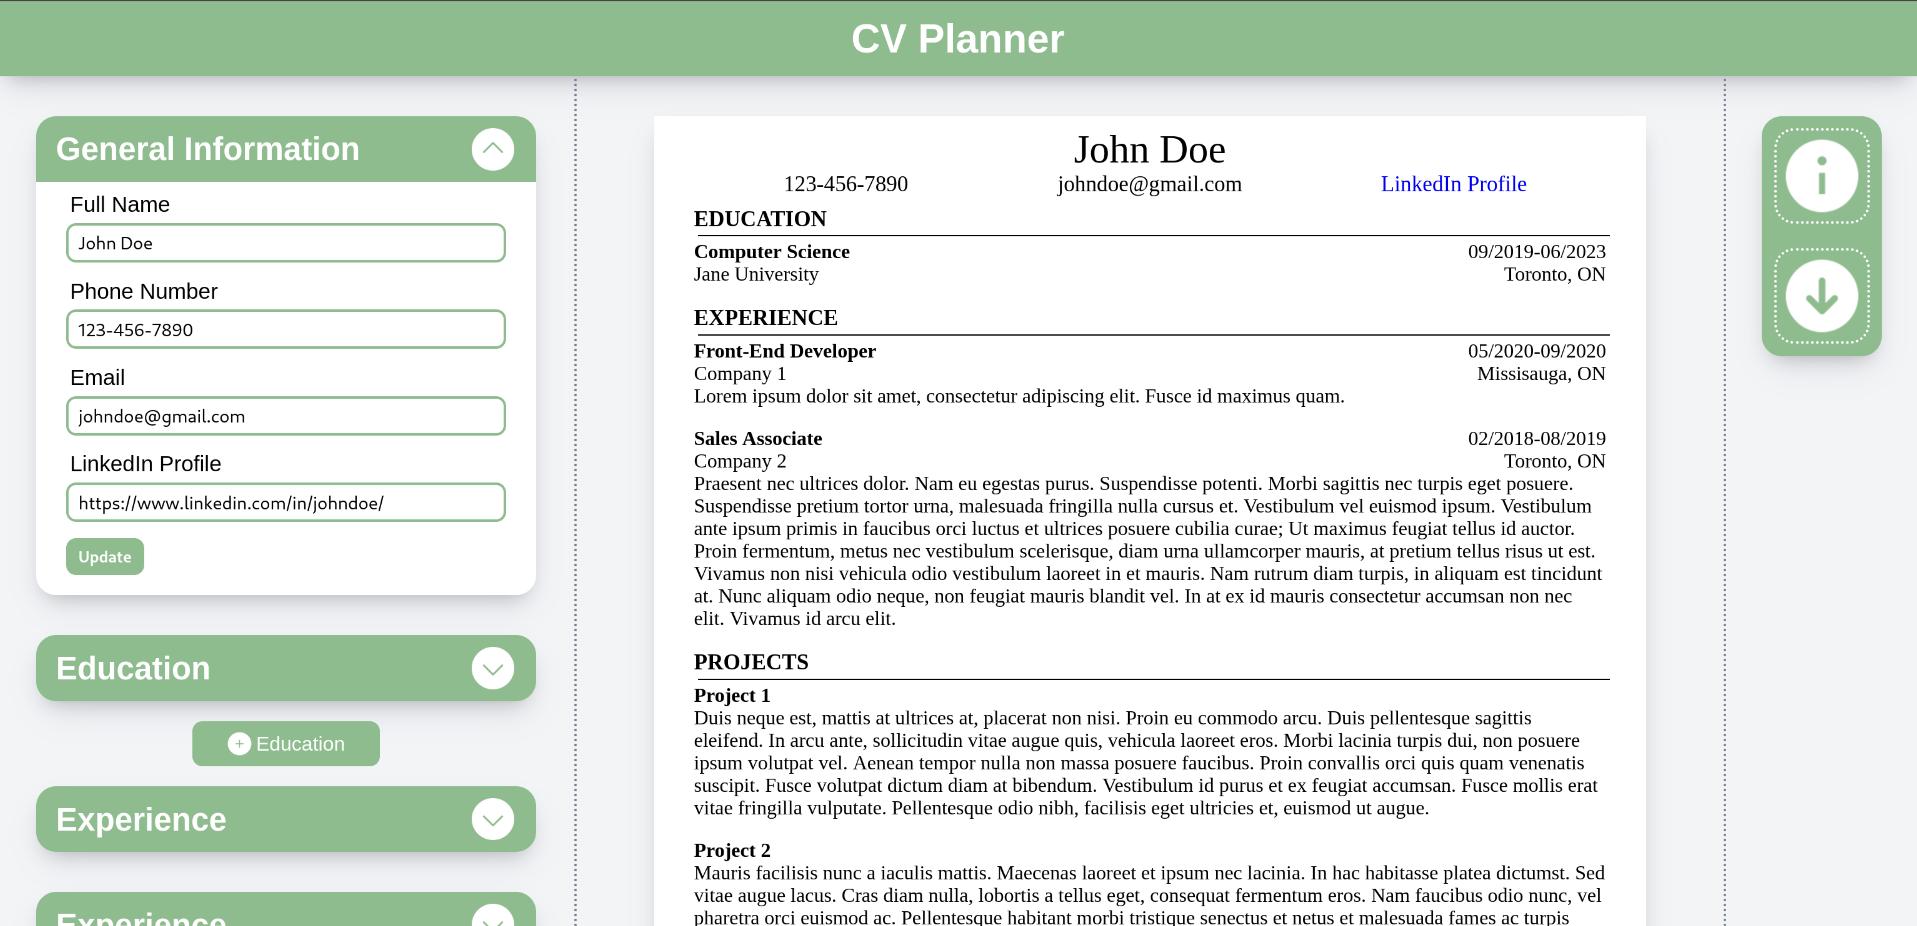 CV Planner
General Information
Full Name
John Doe
Phone Number
123-456-7890
Email
johndoe@gmail.com
LinkedIn Profile
https://www.linkedin.com/in/johndoe/
Update
Education
+ Education
Experience
Experience
John Doe
123-456-7890 johndoe@gmail.com LinkedIn Profile
EDUCATION
Computer Science 09/2019-06/2023
Jane University Toronto, ON
EXPERIENCE
Front-End Developer 05/2020-09/2020
Company 1 Missisauga, ON
Lorem ipsum dolor sit amet, consectetur adipiscing elit. Fusce id maximus quam.
Sales Associate 02/2018-08/2019
Company 2 Toronto, ON
Praesent nec ultrices dolor. Nam eu egestas purus. Suspendisse potenti. Morbi sagittis nec turpis eget posuere.
Suspendisse pretium tortor urna, malesuada fringilla nulla cursus et. Vestibulum vel euismod ipsum. Vestibulum
ante ipsum primis in faucibus orci luctus et ultrices posuere cubilia curae; Ut maximus feugiat tellus id auctor.
Proin fermentum, metus nec vestibulum scelerisque, diam urna ullamcorper mauris, at pretium tellus risus ut est.
Vivamus non nisi vehicula odio vestibulum laoreet in et mauris. Nam rutrum diam turpis, in aliquam est tincidunt
at. Nunc aliquam odio neque, non feugiat mauris blandit vel. In at ex id mauris consectetur accumsan non nec
elit. Vivamus id arcu elit.
PROJECTS
Project 1
Duis neque est, mattis at ultrices at, placerat non nisi. Proin eu commodo arcu. Duis pellentesque sagittis
eleifend. In arcu ante, sollicitudin vitae augue quis, vehicula laoreet eros. Morbi lacinia turpis dui, non posuere
ipsum volutpat vel. Aenean tempor nulla non massa posuere faucibus. Proin convallis orci quis quam venenatis
suscipit. Fusce volutpat dictum diam at bibendum. Vestibulum id purus et ex feugiat accumsan. Fusce mollis erat
vitae fringilla vulputate. Pellentesque odio nibh, facilisis eget ultricies et, euismod ut augue.
Project 2
Mauris facilisis nunc a iaculis mattis. Maecenas laoreet et ipsum nec lacinia. In hac habitasse platea dictumst. Sed
vitae augue lacus. Cras diam nulla, lobortis a tellus eget, consequat fermentum eros. Nam faucibus odio nunc, vel
pharetra orci euismod ac. Pellentesque habitant morbi tristique senectus et netus et malesuada fames ac turpis